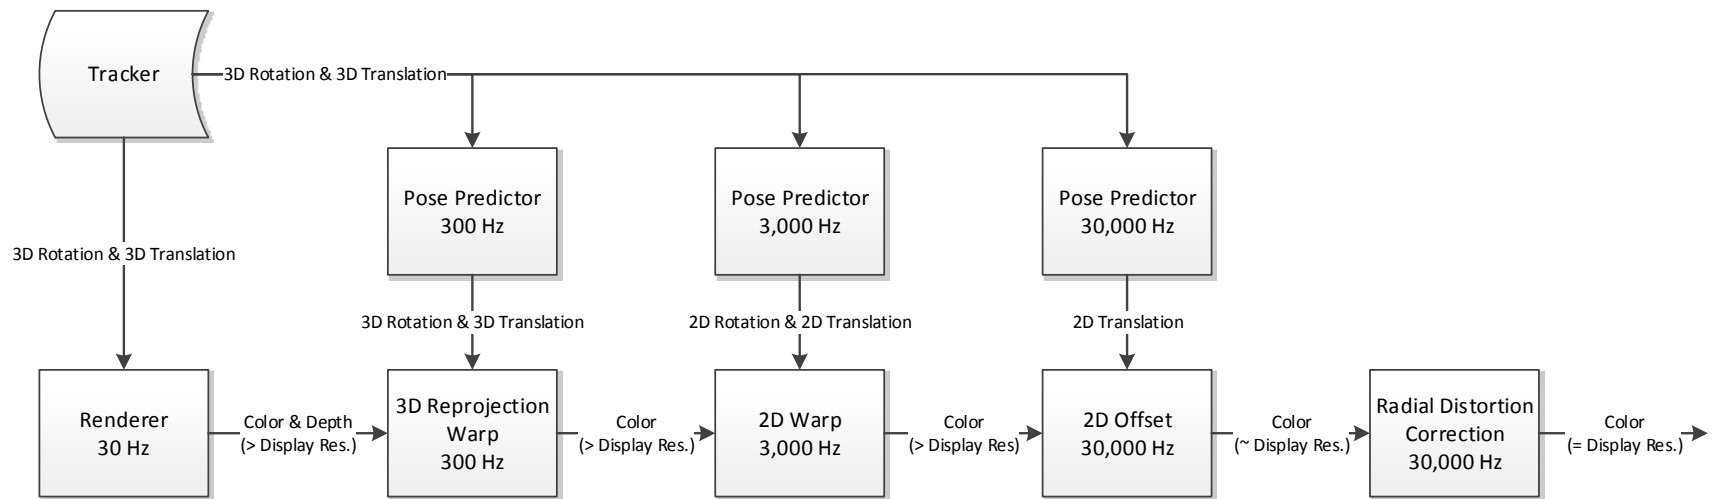 Tracker
3D Rotation & 3D Translation
Pose Predictor
300 Hz
Pose Predictor
3,000 Hz
Pose Predictor
30,000 Hz
3D Rotation & 3D Translation
3D Rotation & 3D Translation
2D Rotation & 2D Translation
2D Translation
Renderer
30 Hz
Color & Depth
(> Display Res.)
3D Reprojection
Warp
300 Hz
Color
(> Display Res.)
2D Warp
3,000 Hz
Color
(> Display Res)
2D Offset
30,000 Hz
Color
(~ Display Res.)
Radial Distortion
Correction
30,000 Hz
Color
(= Display Res.)